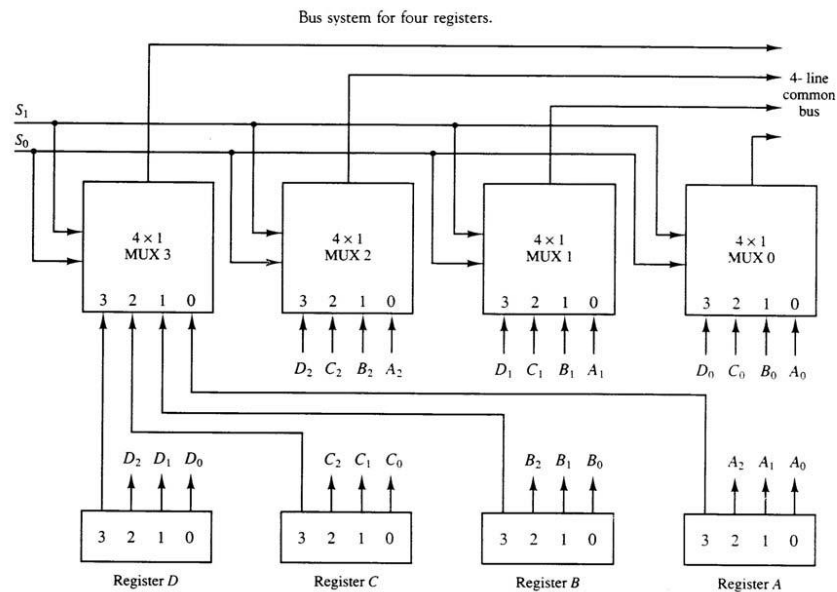 Bus system for four registers.
4- line
common
bus
S₁
S₀
4 × 1
MUX 3
3 2 1 0
4 × 1
MUX 2
3 2 1 0
4 × 1
MUX 1
3 2 1 0
4 × 1
MUX 0
3 2 1 0
D₂ C₂ B₂ A₂
D₁ C₁ B₁ A₁
D₀ C₀ B₀ A₀
D₂ D₁ D₀
C₂ C₁ C₀
B₂ B₁ B₀
A₂ A₁ A₀
3 2 1 0
3 2 1 0
3 2 1 0
3 2 1 0
Register D
Register C
Register B
Register A